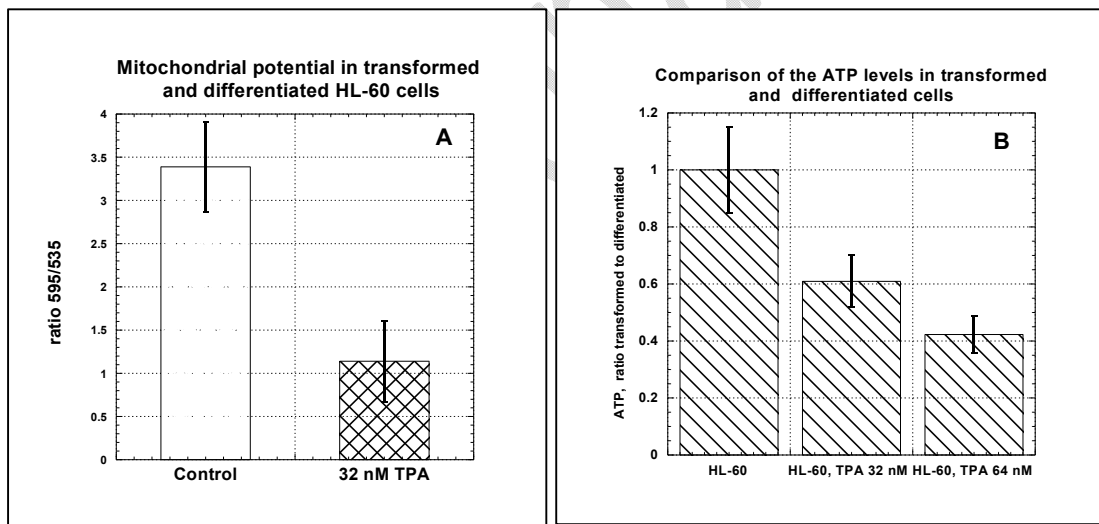 Mitochondrial potential in transformed
and differentiated HL-60 cells
A
4
3.5
3
2.5
2
1.5
1
0.5
0
ratio 595/535
Control
32 nM TPA
Comparison of the ATP levels in transformed
and differentiated cells
B
1.2
1
0.8
0.6
0.4
0.2
0
ATP, ratio transformed to differentiated
HL-60
HL-60, TPA 32 nM
HL-60, TPA 64 nM